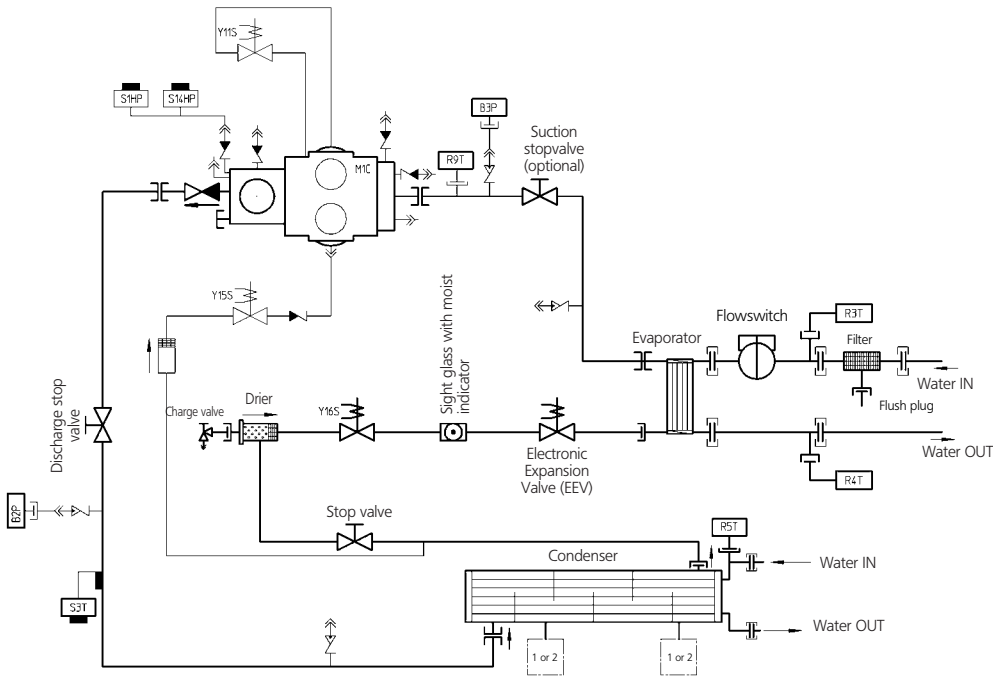 Y11S
S1HP
S14HP
B3P
Suction
stopvalve
(optional)
R9T
M1C
Y15S
Evaporator
Flowswitch
R3T
Filter
Water IN
Flush plug
Charge valve
Drier
Y16S
Sight glass with moist
indicator
Electronic
Expansion
Valve (EEV)
Water OUT
R4T
Discharge stop
valve
B2P
Stop valve
R5T
Condenser
Water IN
S3T
Water OUT
1 or 2
1 or 2